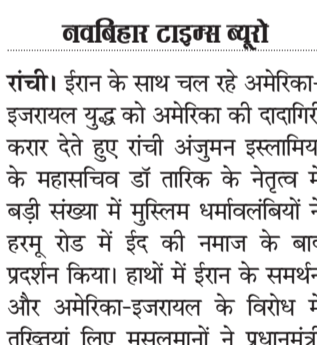 नवबिहार टाइम्स ब्यूरो
रांची। ईरान के साथ चल रहे अमेरिका-
इजरायल युद्ध को अमेरिका की दादागिरी
करार देते हुए रांची अंजुमन इस्लामिय
के महासचिव डॉ तारिक के नेतृत्व में
बड़ी संख्या में मुस्लिम धर्मावलंबियों ने
हरमू रोड में ईद की नमाज के बाद
प्रदर्शन किया। हाथों में ईरान के समर्थन
और अमेरिका-इजरायल के विरोध में
तख्तियां लिए मुसलमानों ने प्रधानमंत्री